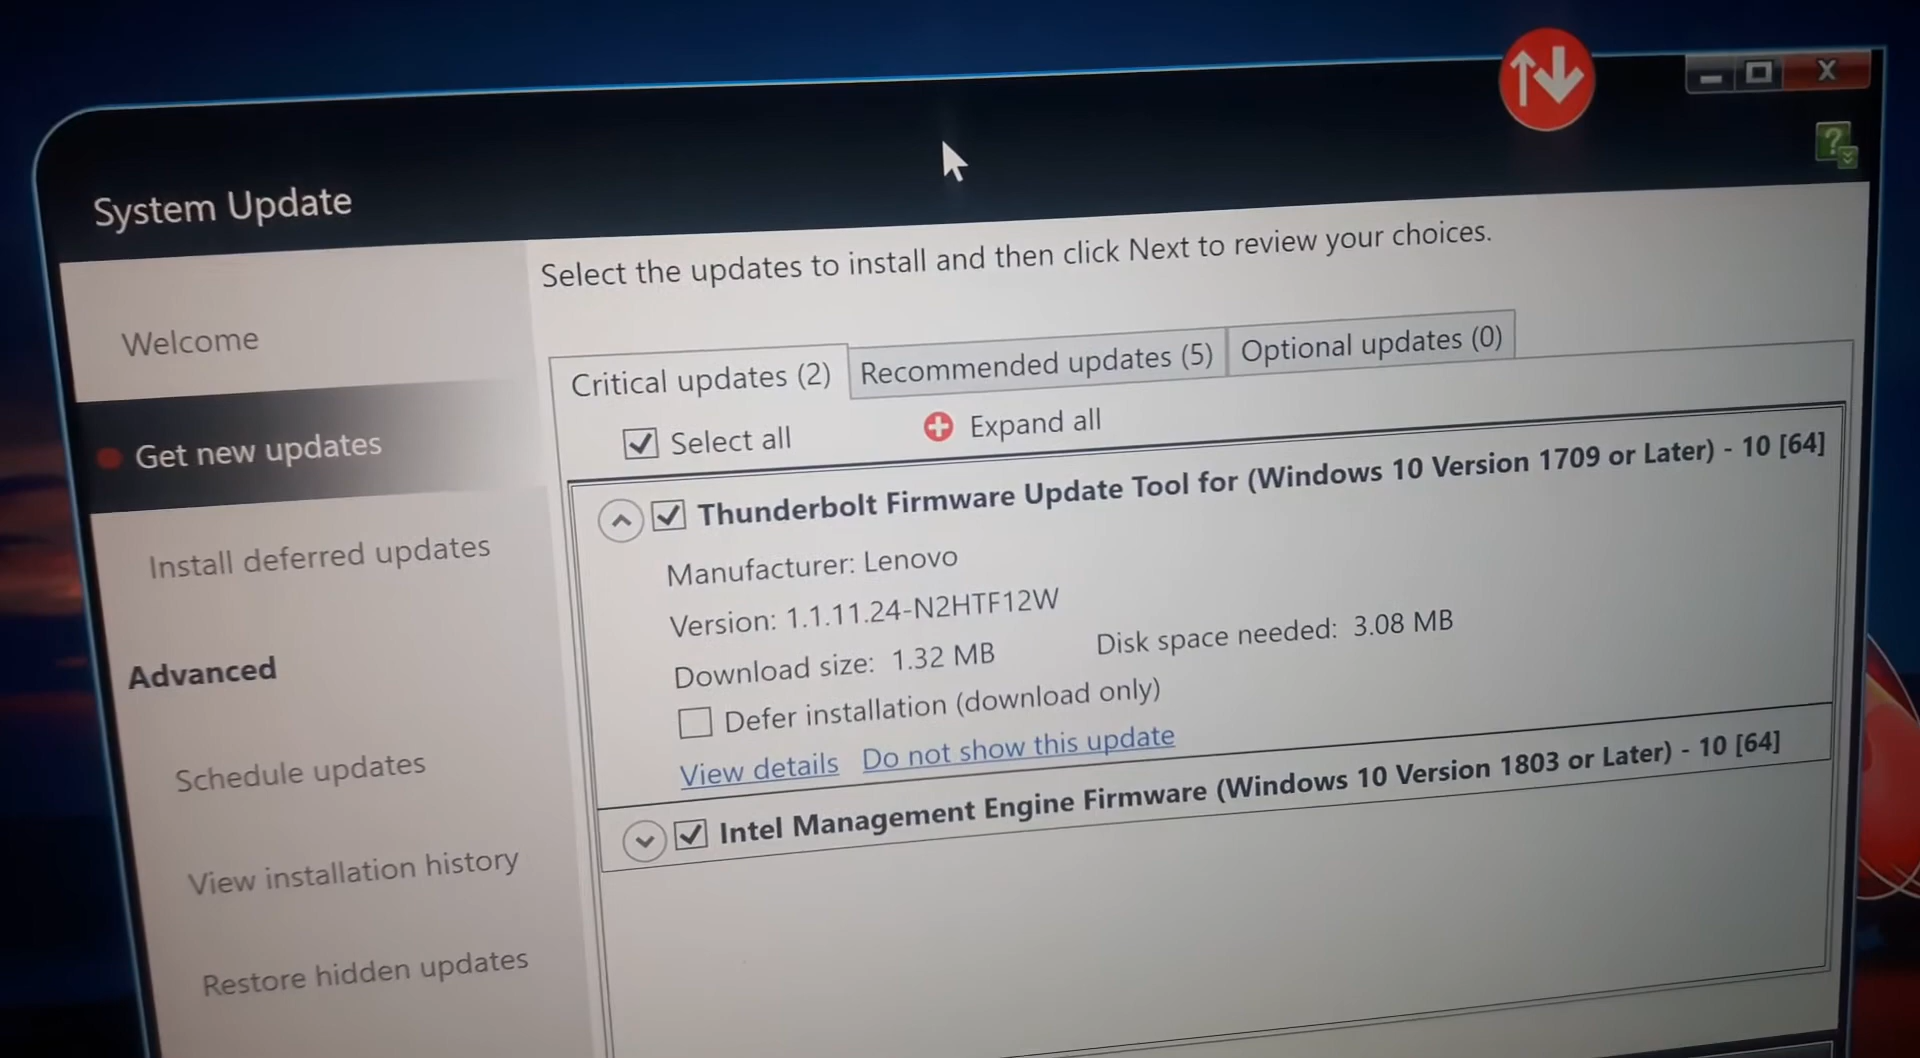 System Update
Select the updates to install and then click Next to review your choices.
Welcome
Get new updates
Install deferred updates
Advanced
Schedule updates
View installation history
Restore hidden updates
Critical updates (2)
Recommended updates (5)
Optional updates (0)
Select all
Expand all
Thunderbolt Firmware Update Tool for (Windows 10 Version 1709 or Later) - 10 [64]
Manufacturer: Lenovo
Version: 1.1.11.24-N2HTF12W
Download size: 1.32 MB
Disk space needed: 3.08 MB
Defer installation (download only)
View details
Do not show this update
Intel Management Engine Firmware (Windows 10 Version 1803 or Later) - 10 [64]